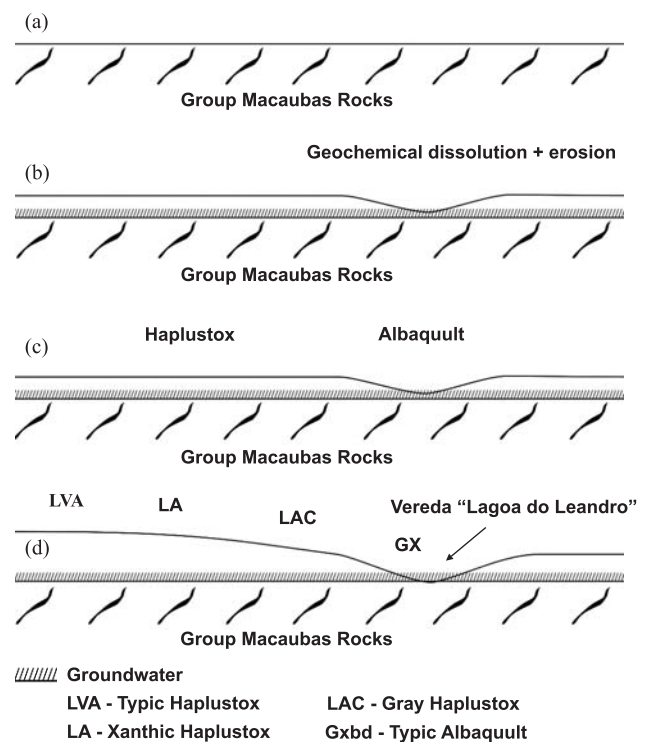 (a)
Group Macaubas Rocks
Geochemical dissolution + erosion
(b)
Group Macaubas Rocks
Haplustox Albaquult
(c)
Group Macaubas Rocks
LVA LA LAC Vereda “Lagoa do Leandro”
GX
(d)
Group Macaubas Rocks
Groundwater
LVA - Typic Haplustox LAC - Gray Haplustox
LA - Xanthic Haplustox Gxbd - Typic Albaquult